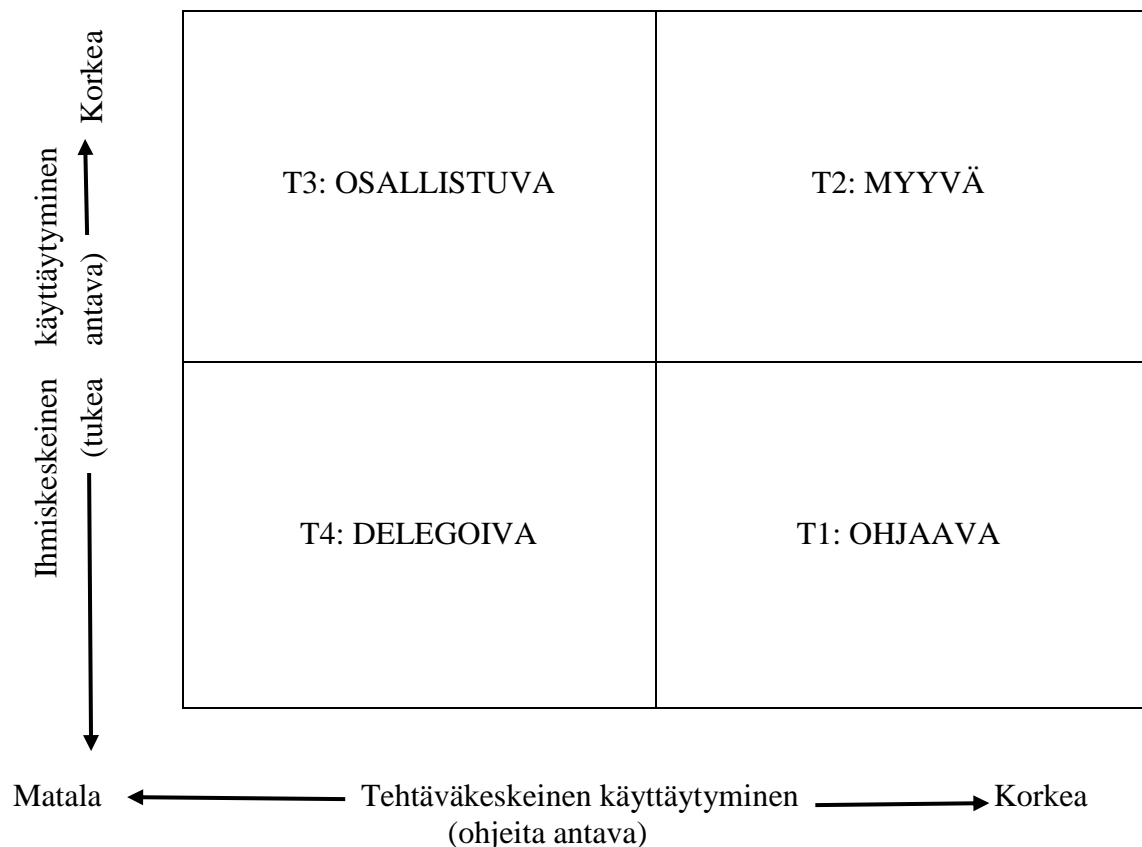 Korkea
Ihmiskeskeinen käyttäytyminen
(tukea antava)
T3: OSALLISTUVA
T2: MYYVÄ
T4: DELEGOIVA
T1: OHJAAVA
Matala
Tehtäväkeskeinen käyttäytyminen
Korkea
(ohjeita antava)